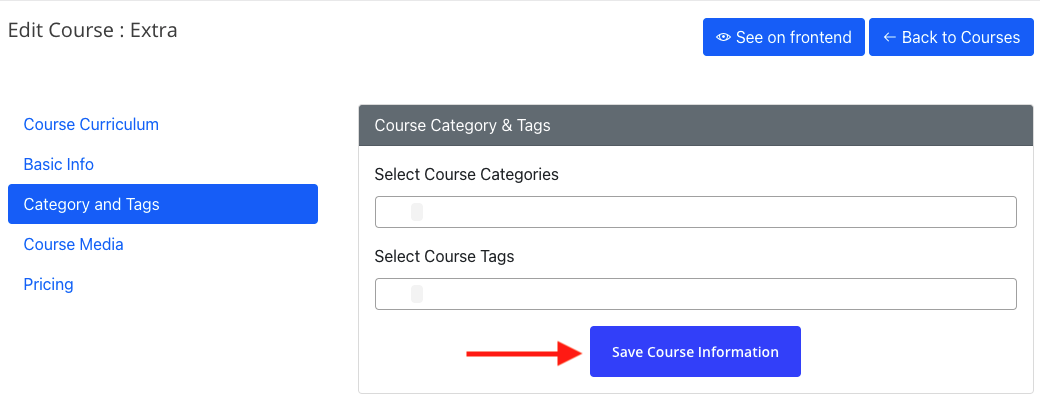 Edit Course : Extra
See on frontend
Back to Courses
Course Curriculum
Basic Info
Category and Tags
Course Media
Pricing
Course Category & Tags
Select Course Categories
Select Course Tags
Save Course Information